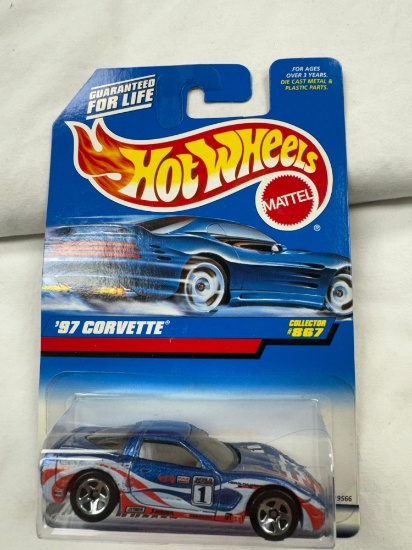 GUARANTEED
FOR LIFE
FOR AGES
OVER 3 YEARS.
DIE CAST METAL &
PLASTIC PARTS.
HOT WHEELS
MATTEL
®
'97 CORVETTE®
COLLECTOR
#867
9566
1